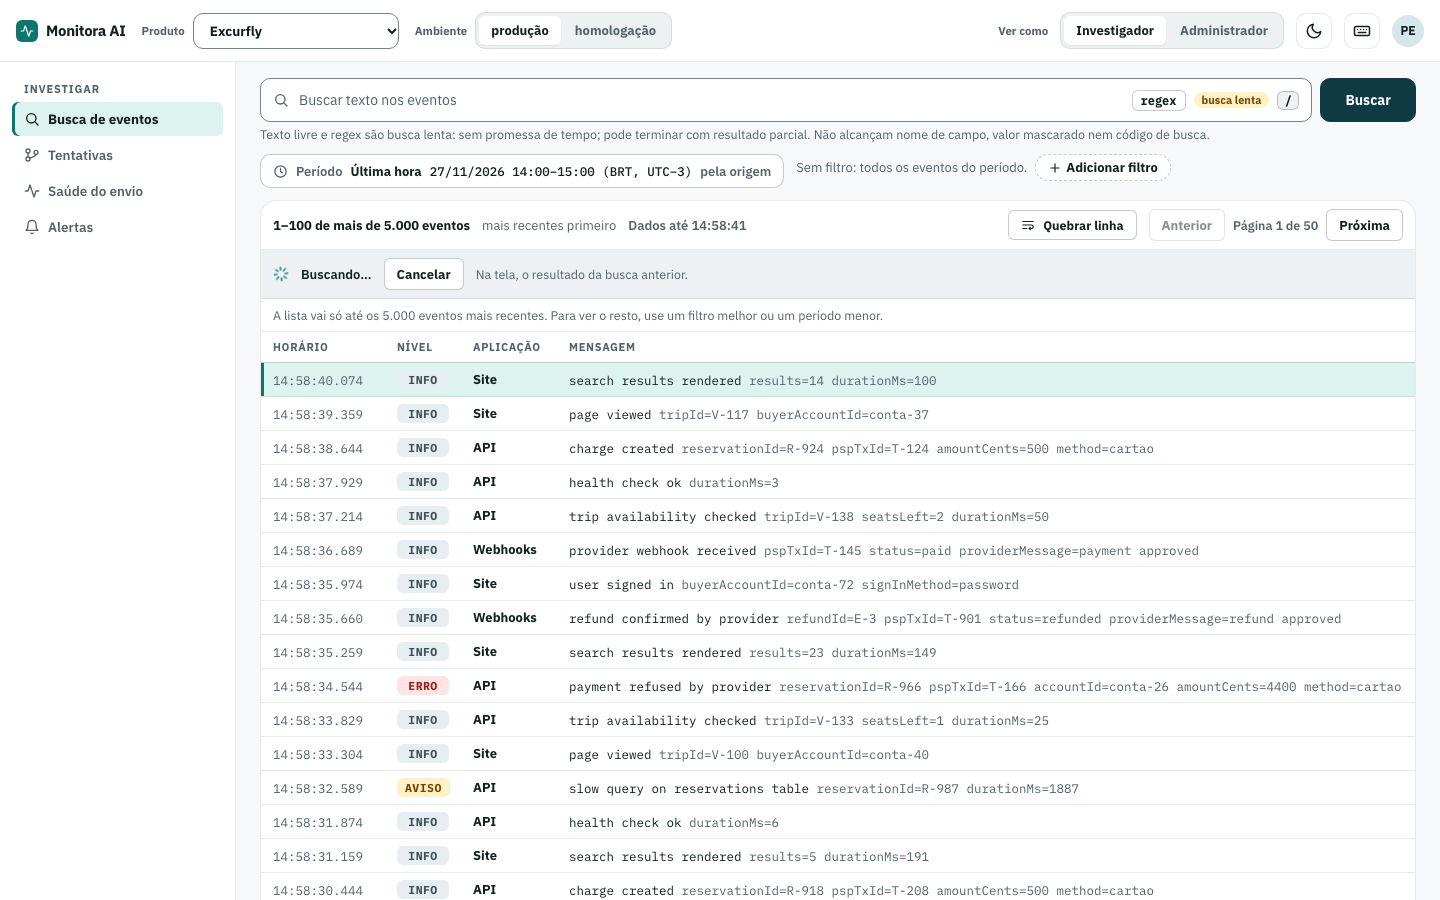 Monitora AI Produto Excurfly Ambiente produção homologação Ver como Investigador Administrador PE
INVESTIGAR
Busca de eventos
Tentativas
Saúde do envio
Alertas
Buscar texto nos eventos regex busca lenta / Buscar
Texto livre e regex são busca lenta: sem promessa de tempo; pode terminar com resultado parcial. Não alcançam nome de campo, valor mascarado nem código de busca.
Período Última hora 27/11/2026 14:00–15:00 (BRT, UTC−3) pela origem Sem filtro: todos os eventos do período. + Adicionar filtro
1–100 de mais de 5.000 eventos mais recentes primeiro Dados até 14:58:41 Quebrar linha Anterior Página 1 de 50 Próxima
Buscando... Cancelar Na tela, o resultado da busca anterior.
A lista vai só até os 5.000 eventos mais recentes. Para ver o resto, use um filtro melhor ou um período menor.
HORÁRIO NÍVEL APLICAÇÃO MENSAGEM
14:58:40.074 INFO Site search results rendered results=14 durationMs=100
14:58:39.359 INFO Site page viewed tripId=V-117 buyerAccountId=conta-37
14:58:38.644 INFO API charge created reservationId=R-924 pspTxId=T-124 amountCents=500 method=cartao
14:58:37.929 INFO API health check ok durationMs=3
14:58:37.214 INFO API trip availability checked tripId=V-138 seatsLeft=2 durationMs=50
14:58:36.689 INFO Webhooks provider webhook received pspTxId=T-145 status=paid providerMessage=payment approved
14:58:35.974 INFO Site user signed in buyerAccountId=conta-72 signInMethod=password
14:58:35.660 INFO Webhooks refund confirmed by provider refundId=E-3 pspTxId=T-901 status=refunded providerMessage=refund approved
14:58:35.259 INFO Site search results rendered results=23 durationMs=149
14:58:34.544 ERRO API payment refused by provider reservationId=R-966 pspTxId=T-166 accountId=conta-26 amountCents=4400 method=cartao
14:58:33.829 INFO API trip availability checked tripId=V-133 seatsLeft=1 durationMs=25
14:58:33.304 INFO Site page viewed tripId=V-100 buyerAccountId=conta-40
14:58:32.589 AVISO API slow query on reservations table reservationId=R-987 durationMs=1887
14:58:31.874 INFO API health check ok durationMs=6
14:58:31.159 INFO Site search results rendered results=5 durationMs=191
14:58:30.444 INFO API charge created reservationId=R-918 pspTxId=T-208 amountCents=500 method=cartao